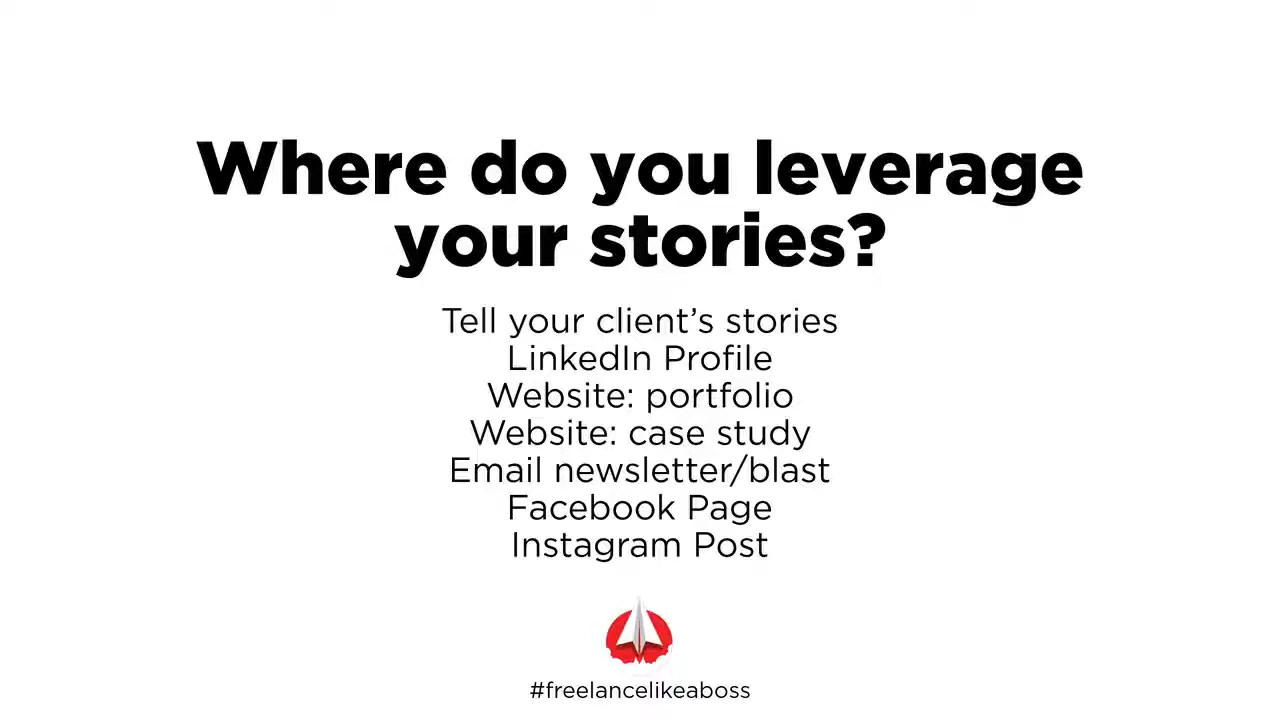 Where do you leverage
your stories?
Tell your client’s stories
LinkedIn Profile
Website: portfolio
Website: case study
Email newsletter/blast
Facebook Page
Instagram Post
#freelancelikeaboss